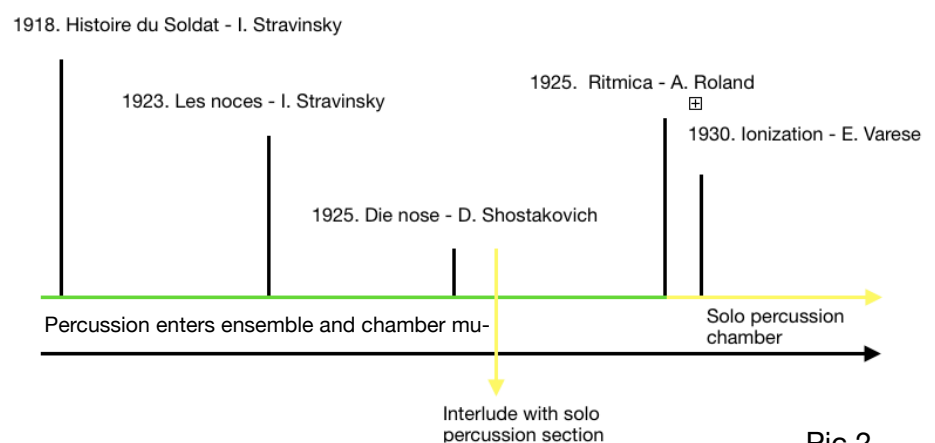 1918. Histoire du Soldat - I. Stravinsky
1923. Les noces - I. Stravinsky
1925.  Ritmica - A. Roland
1930. Ionization - E. Varese
1925. Die nose - D. Shostakovich
Percussion enters ensemble and chamber mu-
Solo percussion
chamber
Interlude with solo
percussion section
Pic 2